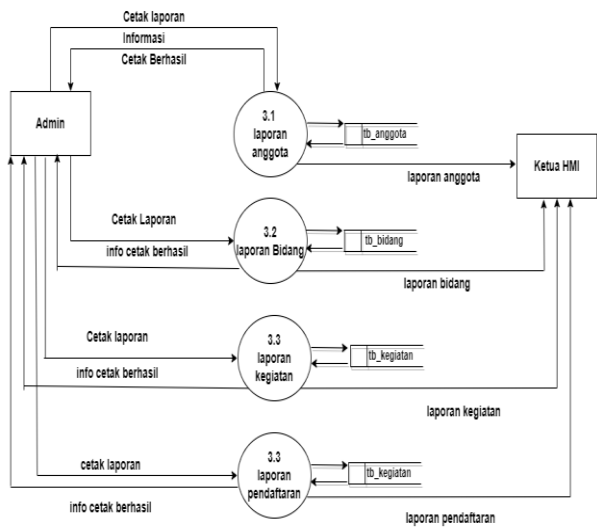 Cetak laporan
Informasi
Cetak Berhasil
Admin
3.1
laporan
anggota
tb_anggota
Ketua HMI
laporan anggota
Cetak Laporan
info cetak berhasil
3.2
laporan Bidang
tb_bidang
laporan bidang
Cetak laporan
info cetak berhasil
3.3
laporan
kegiatan
tb_kegiatan
laporan kegiatan
cetak laporan
info cetak berhasil
3.3
laporan
pendaftaran
tb_kegiatan
laporan pendaftaran